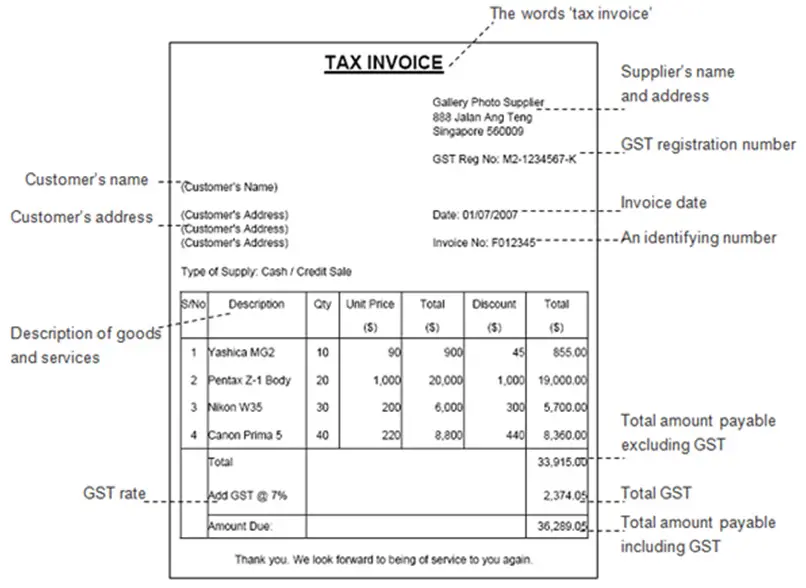 The words 'tax invoice'
TAX INVOICE
Supplier's name
and address
Gallery Photo Supplier
888 Jalan Ang Teng
Singapore 560009
GST registration number
GST Reg No: M2-1234567-K
Customer's name
(Customer's Name)
Customer's address
(Customer's Address)
(Customer's Address)
(Customer's Address)
Invoice date
Date: 01/07/2007
An identifying number
Invoice No: F012345
Type of Supply: Cash / Credit Sale
S/No Description Qty Unit Price Total Discount Total
($) ($) ($) ($)
Description of goods
and services
1 Yashica MG2 10 90 900 45 855.00
2 Pentax Z-1 Body 20 1,000 20,000 1,000 19,000.00
3 Nikon W35 30 200 6,000 300 5,700.00
4 Canon Prima 5 40 220 8,800 440 8,360.00
Total amount payable
excluding GST
Total 33,915.00
GST rate
Add GST @ 7% 2,374.05
Total GST
Amount Due: 36,289.05
Total amount payable
including GST
Thank you. We look forward to being of service to you again.